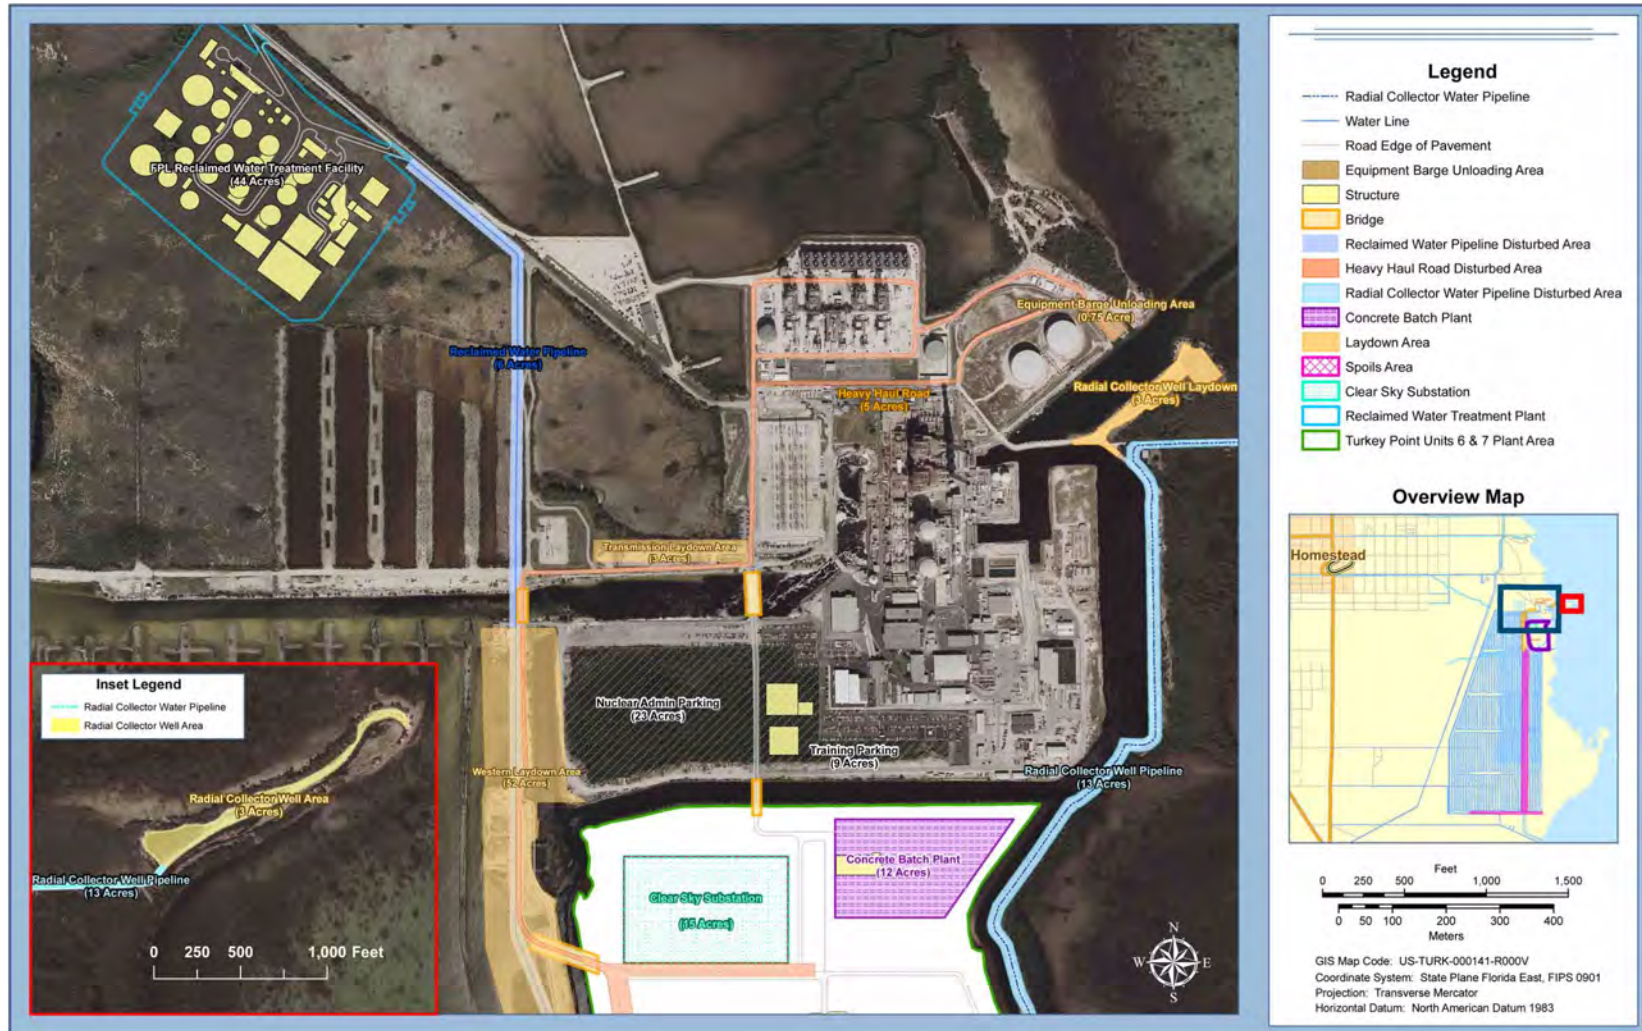 FPL Reclaimed Water Treatment Facility
(44 Acres)
Reclaimed Water Pipeline
(6 Acres)
Equipment Barge Unloading Area
(0.75 Acre)
Radial Collector Well Laydown
(3 Acres)
Heavy Haul Road
(5 Acres)
Transmission Laydown Area
(3 Acres)
Nuclear Admin Parking
(23 Acres)
Training Parking
(9 Acres)
Western Laydown Area
(52 Acres)
Radial Collector Well Pipeline
(13 Acres)
Concrete Batch Plant
(12 Acres)
Clear Sky Substation
(15 Acres)
N
W E
S
Inset Legend
Radial Collector Water Pipeline
Radial Collector Well Area
Radial Collector Well Area
(3 Acres)
Radial Collector Well Pipeline
(13 Acres)
0 250 500 1,000 Feet
Legend
Radial Collector Water Pipeline
Water Line
Road Edge of Pavement
Equipment Barge Unloading Area
Structure
Bridge
Reclaimed Water Pipeline Disturbed Area
Heavy Haul Road Disturbed Area
Radial Collector Water Pipeline Disturbed Area
Concrete Batch Plant
Laydown Area
Spoils Area
Clear Sky Substation
Reclaimed Water Treatment Plant
Turkey Point Units 6 & 7 Plant Area
Overview Map
Homestead
Feet
0 250 500 1,000 1,500
0 50 100 200 300 400
Meters
GIS Map Code: US-TURK-000141-R000V
Coordinate System: State Plane Florida East, FIPS 0901
Projection: Transverse Mercator
Horizontal Datum: North American Datum 1983